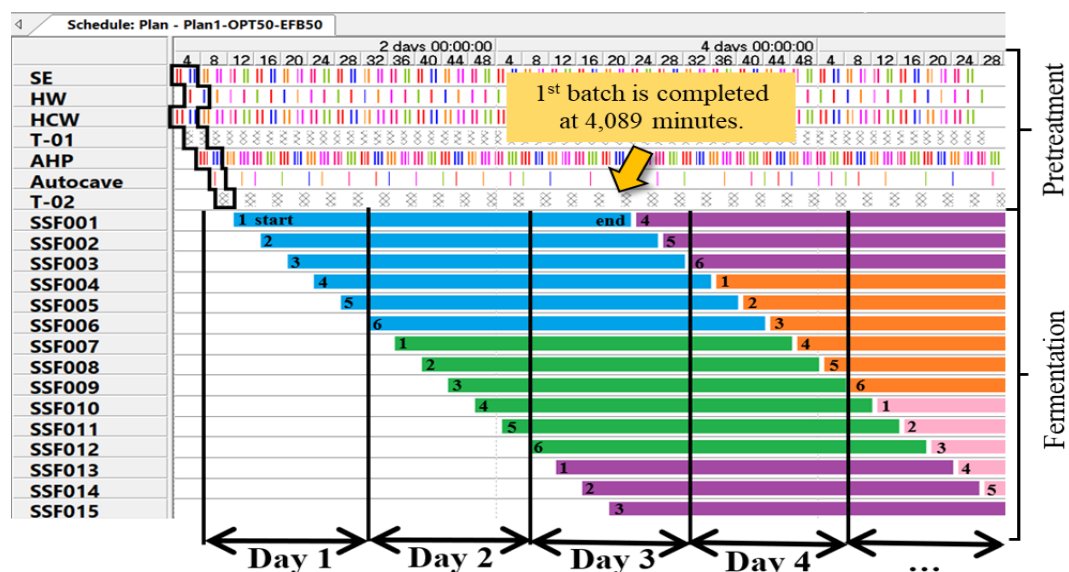 Schedule: Plan - Plan1-OPT50-EFB50
2 days 00:00:00 4 days 00:00:00
4 8 12 16 20 24 28 32 36 40 44 48 4 8 12 16 20 24 28 32 36 40 44 48 4 8 12 16 20 24 28
SE
HW
HCW
T-01
AHP
Autocave
T-02
1st batch is completed
at 4,089 minutes.
Pretreatment
SSF001 1 start end 4
SSF002 2 5
SSF003 3 6
SSF004 4 1
SSF005 5 2
SSF006 6 3
SSF007 1 4
SSF008 2 5
SSF009 3 6
SSF010 4 1
SSF011 5 2
SSF012 6 3
SSF013 1 4
SSF014 2 5
SSF015 3
Fermentation
Day 1 Day 2 Day 3 Day 4 ...